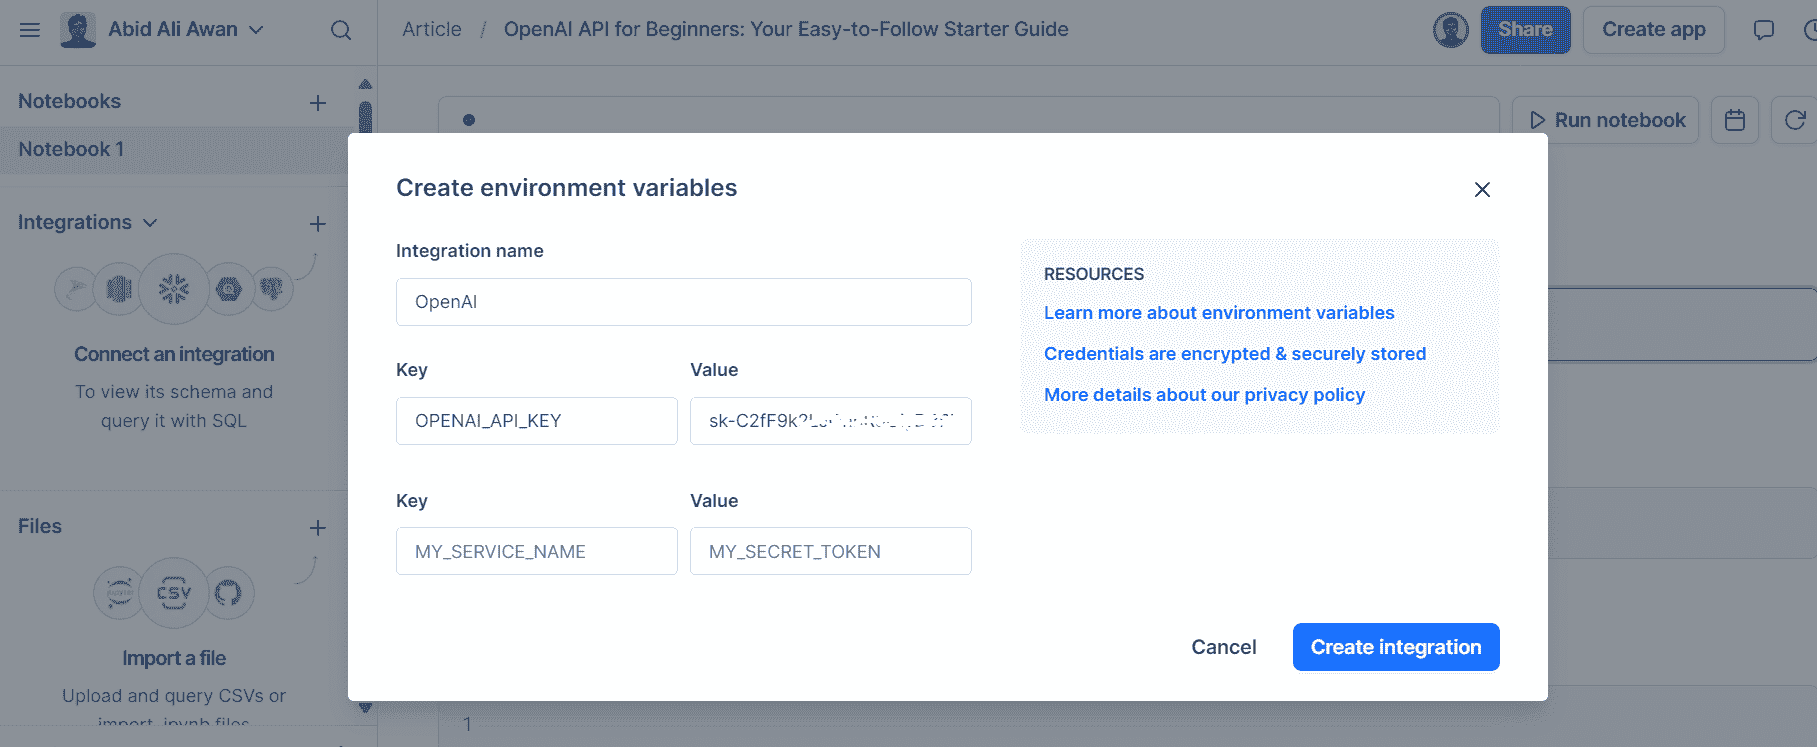 Abid Ali Awan
Article / OpenAI API for Beginners: Your Easy-to-Follow Starter Guide
Share
Create app
Notebooks
Notebook 1
Run notebook
Integrations
Connect an integration
To view its schema and
query it with SQL
Files
CSV
Import a file
Upload and query CSVs or
import .ipynb files
Create environment variables
Integration name
OpenAI
Key
Value
OPENAI_API_KEY
Key
Value
MY_SERVICE_NAME
MY_SECRET_TOKEN
RESOURCES
Learn more about environment variables
Credentials are encrypted & securely stored
More details about our privacy policy
Cancel
Create integration
1